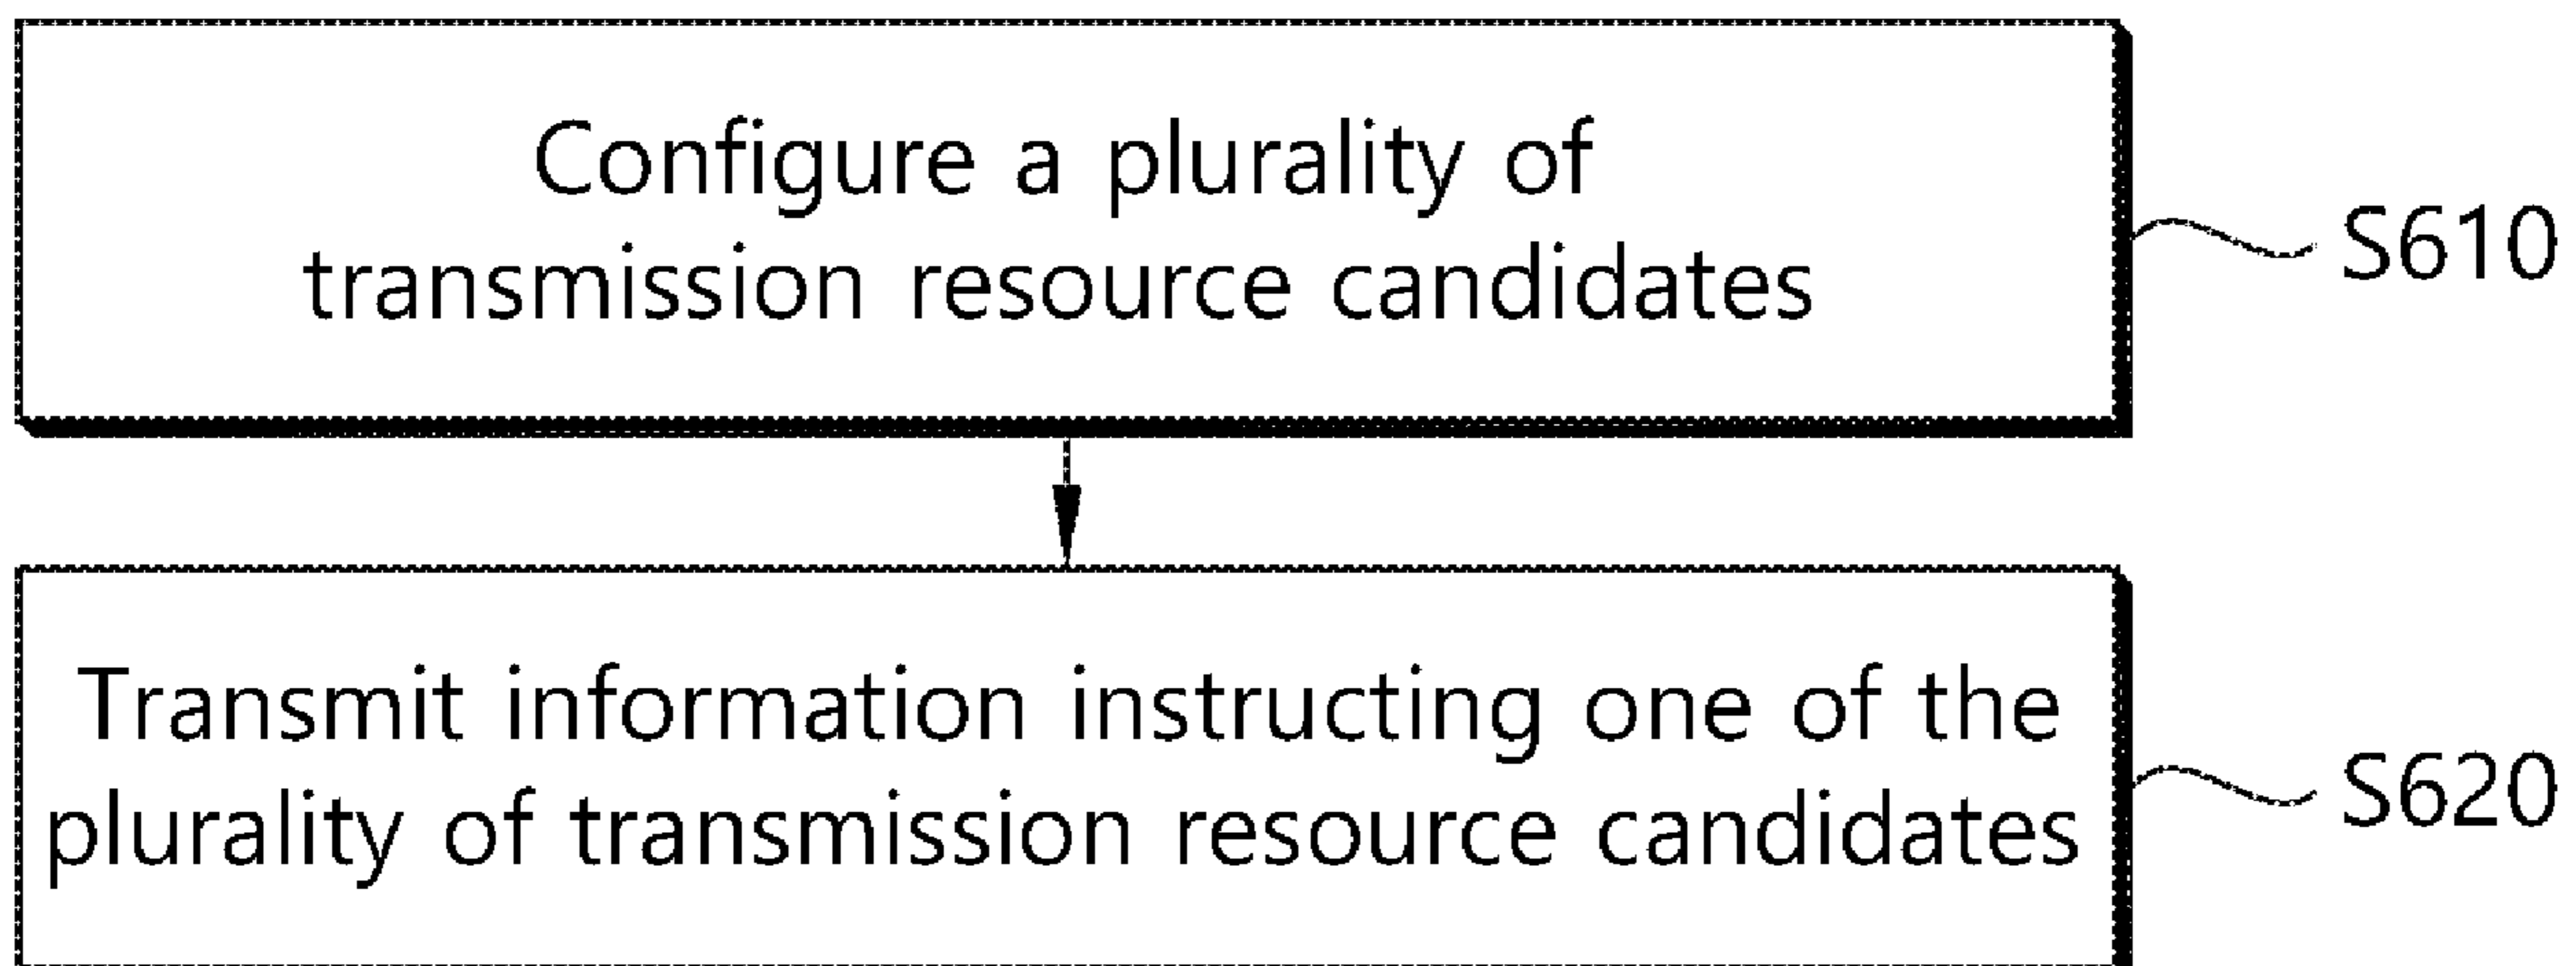 Configure a plurality of
transmission resource candidates
S610
Transmit information instructing one of the
plurality of transmission resource candidates
S620